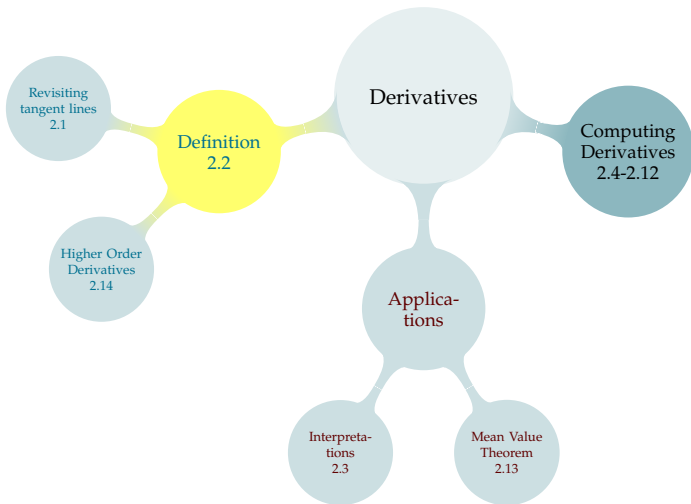 Derivatives
Revisiting
tangent lines
2.1
Definition
2.2
Higher Order
Derivatives
2.14
Computing
Derivatives
2.4-2.12
Applica-
tions
Interpreta-
tions
2.3
Mean Value
Theorem
2.13